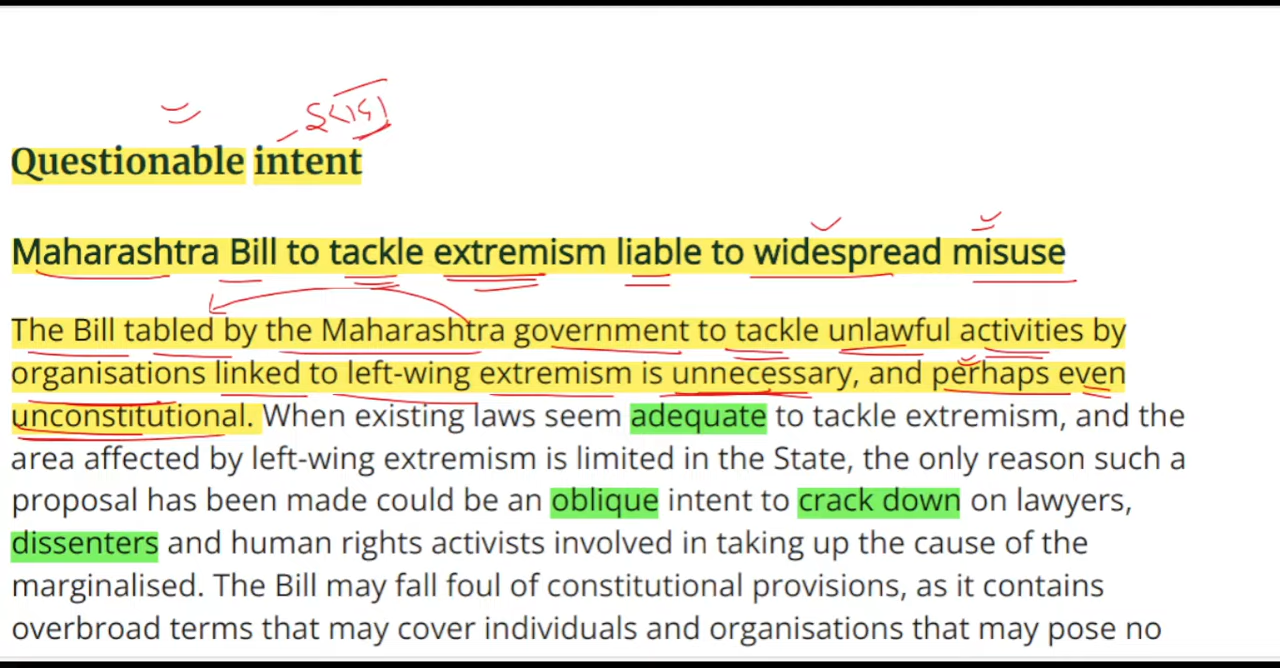 Questionable intent
Maharashtra Bill to tackle extremism liable to widespread misuse
The Bill tabled by the Maharashtra government to tackle unlawful activities by
organisations linked to left-wing extremism is unnecessary, and perhaps even
unconstitutional. When existing laws seem adequate to tackle extremism, and the
area affected by left-wing extremism is limited in the State, the only reason such a
proposal has been made could be an oblique intent to crack down on lawyers,
dissenters and human rights activists involved in taking up the cause of the
marginalised. The Bill may fall foul of constitutional provisions, as it contains
overbroad terms that may cover individuals and organisations that may pose no